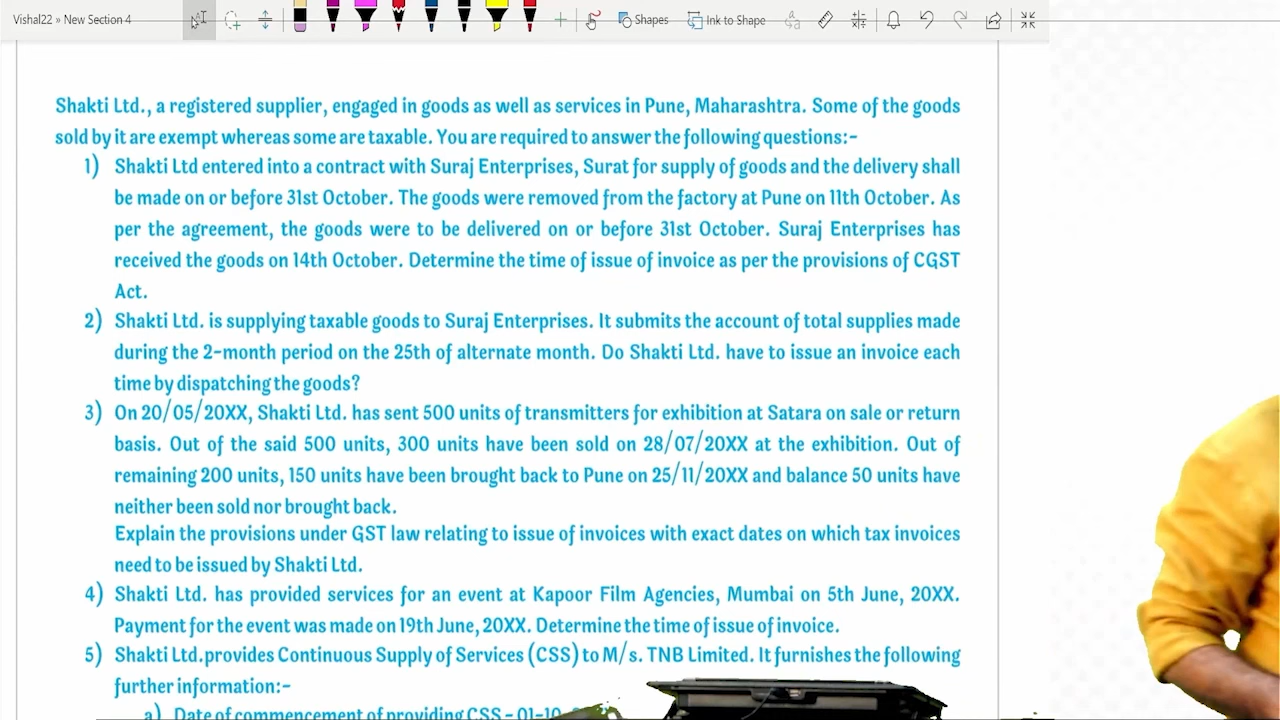 Vishal22 » New Section 4
Shapes
Ink to Shape
Shakti Ltd., a registered supplier, engaged in goods as well as services in Pune, Maharashtra. Some of the goods
sold by it are exempt whereas some are taxable. You are required to answer the following questions:-
1) Shakti Ltd entered into a contract with Suraj Enterprises, Surat for supply of goods and the delivery shall
be made on or before 31st October. The goods were removed from the factory at Pune on 11th October. As
per the agreement, the goods were to be delivered on or before 31st October. Suraj Enterprises has
received the goods on 14th October. Determine the time of issue of invoice as per the provisions of CGST
Act.
2) Shakti Ltd. is supplying taxable goods to Suraj Enterprises. It submits the account of total supplies made
during the 2-month period on the 25th of alternate month. Do Shakti Ltd. have to issue an invoice each
time by dispatching the goods?
3) On 20/05/20XX, Shakti Ltd. has sent 500 units of transmitters for exhibition at Satara on sale or return
basis. Out of the said 500 units, 300 units have been sold on 28/07/20XX at the exhibition. Out of
remaining 200 units, 150 units have been brought back to Pune on 25/11/20XX and balance 50 units have
neither been sold nor brought back.
Explain the provisions under GST law relating to issue of invoices with exact dates on which tax invoices
need to be issued by Shakti Ltd.
4) Shakti Ltd. has provided services for an event at Kapoor Film Agencies, Mumbai on 5th June, 20XX.
Payment for the event was made on 19th June, 20XX. Determine the time of issue of invoice.
5) Shakti Ltd.provides Continuous Supply of Services (CSS) to M/s. TNB Limited. It furnishes the following
further information:-
a) Date of commencement of providing CSS - 01-10-